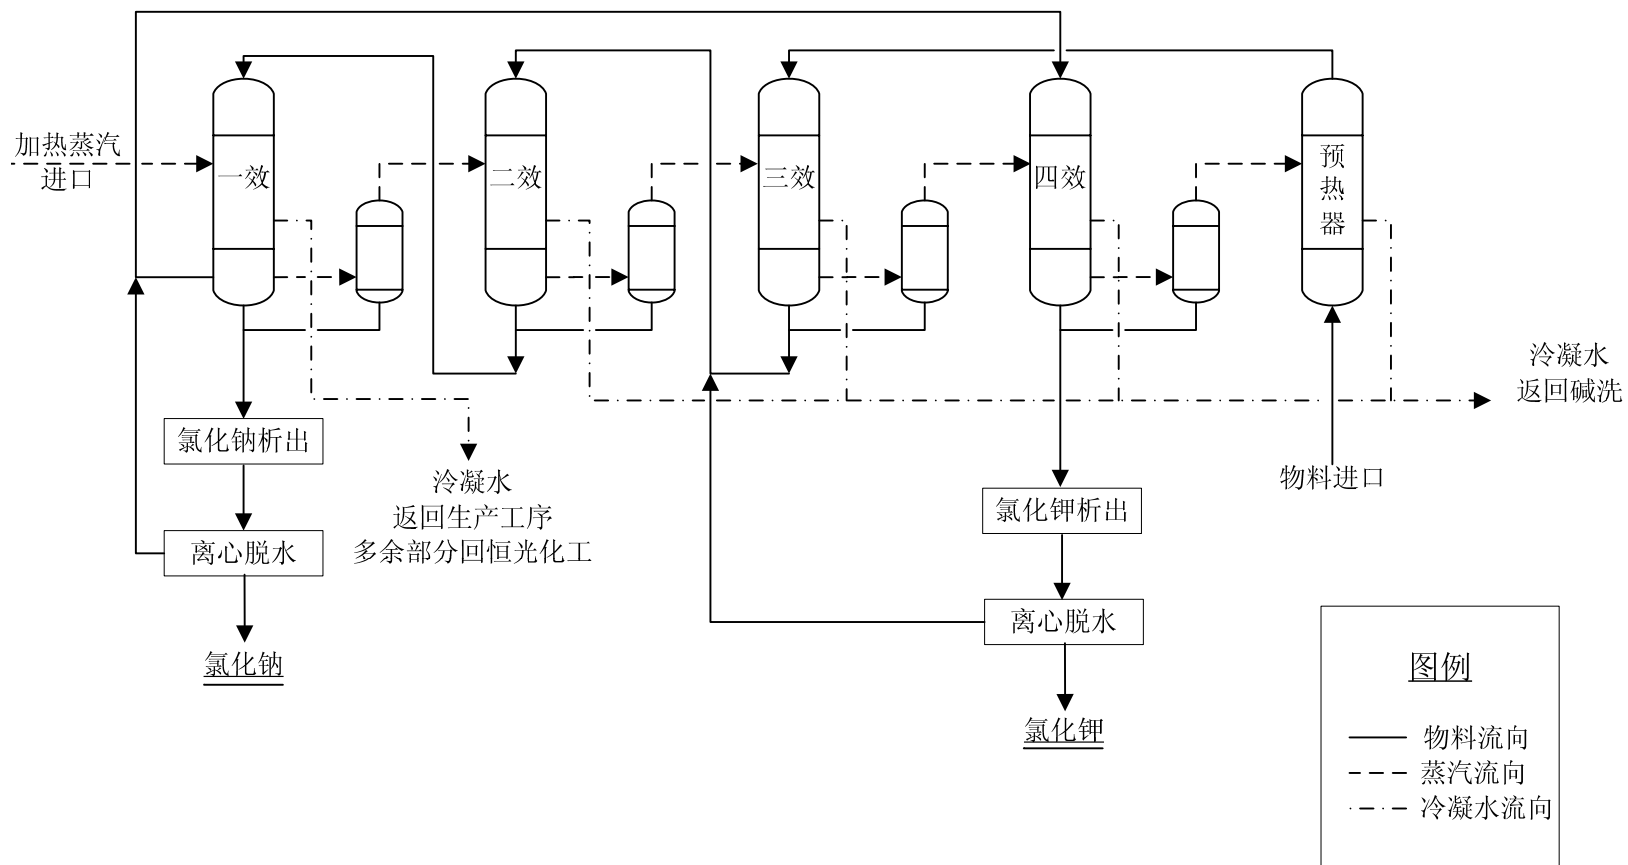 加热蒸汽
进口
一效
二效
三效
四效
预
热
器
冷凝水
返回碱洗
氯化钠析出
冷凝水
返回生产工序
多余部分回恒光化工
物料进口
氯化钾析出
离心脱水
离心脱水
氯化钠
氯化钾
图例
物料流向
蒸汽流向
冷凝水流向